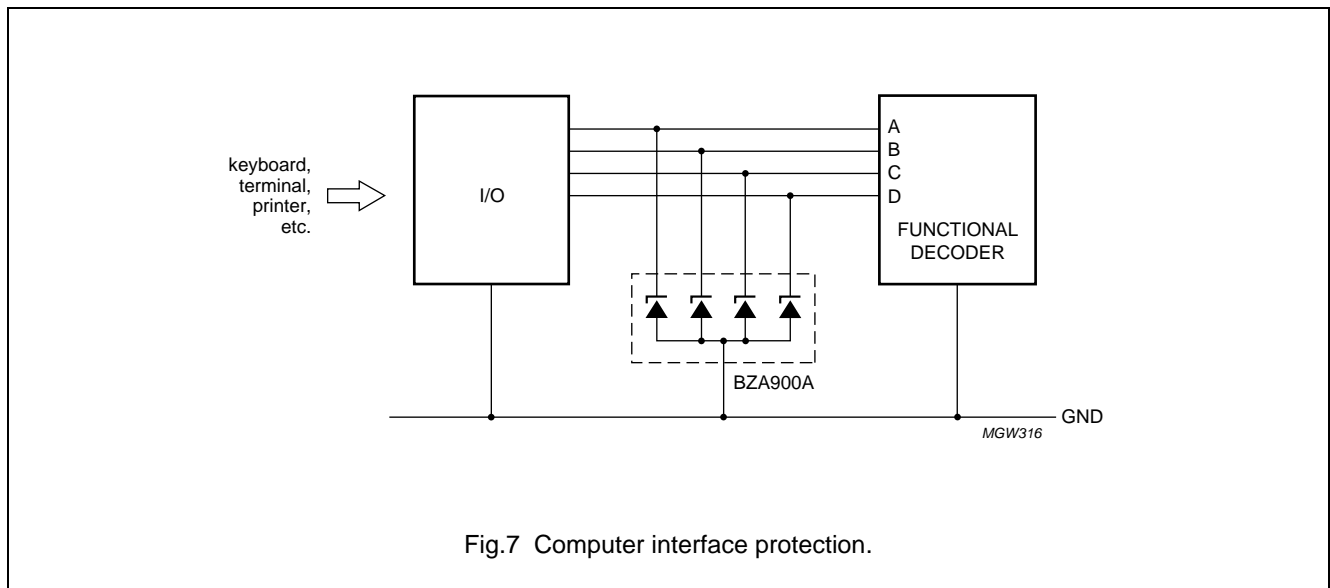 keyboard,
terminal,
printer,
etc.
I/O
A
B
C
D
FUNCTIONAL
DECODER
BZA900A
GND
MGW316
Fig.7 Computer interface protection.